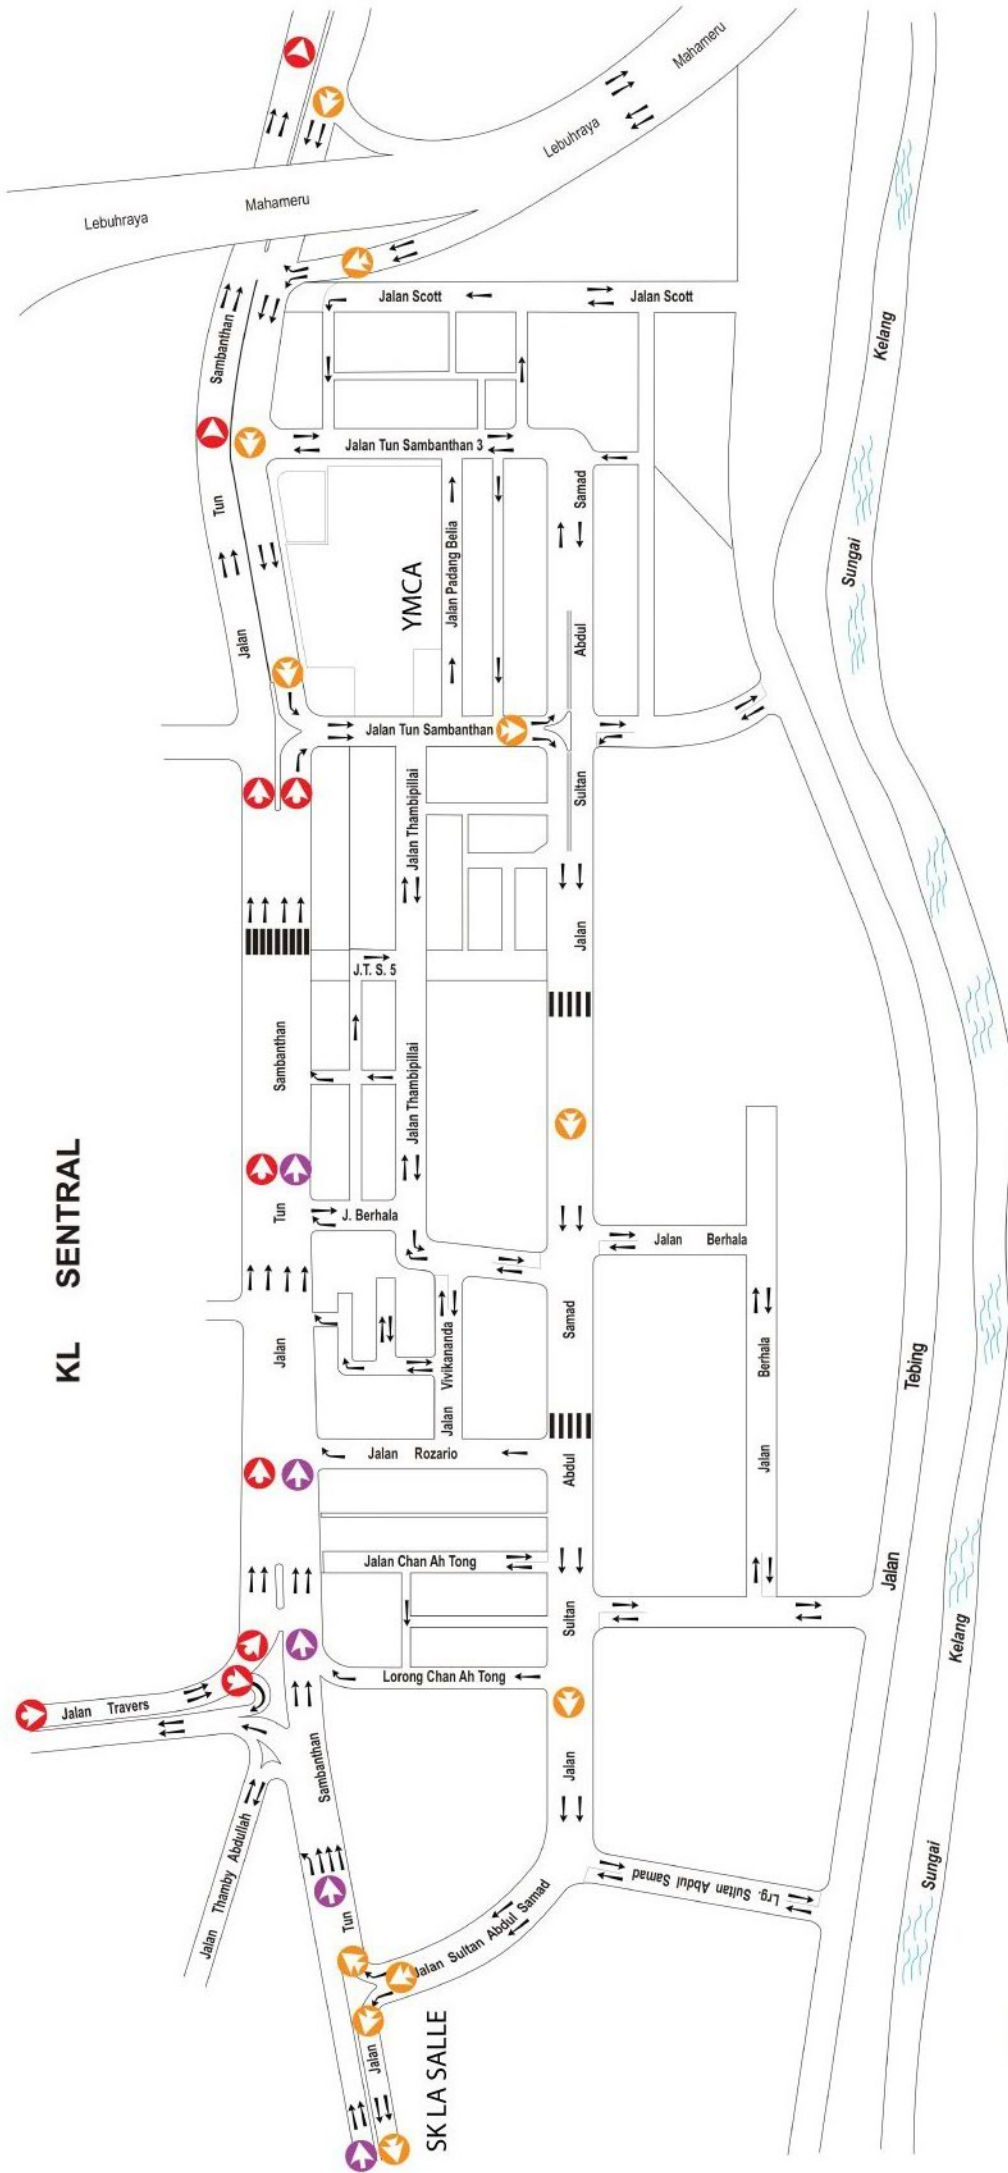 Lebuhraya
Mahameru
Lebuhraya
Mahameru
Jalan Scott
Jalan Scott
Sambanthan
Tun
Jalan
Jalan Tun Sambanthan 3
Samad
Abdul
Sultan
Jalan
Jalan Padang Belia
YMCA
Jalan Tun Sambanthan
Jalan Thambipillai
J.T. S. 5
Jalan Thambipillai
Sambanthan
Tun
Jalan
KL SENTRAL
J. Berhala
Jalan Berhala
Samad
Abdul
Sultan
Jalan
Jalan Vivikananda
Berhala
Jalan
Jalan Rozario
Jalan Chan Ah Tong
Lorong Chan Ah Tong
Jalan Travers
Sambanthan
Tun
Jalan
Jalan Thamby Abdullah
Jalan Sultan Abdul Samad
Lrg. Sultan Abdul Samad
SK LA SALLE
Tebing
Jalan
Kelang
Sungai
Kelang
Sungai